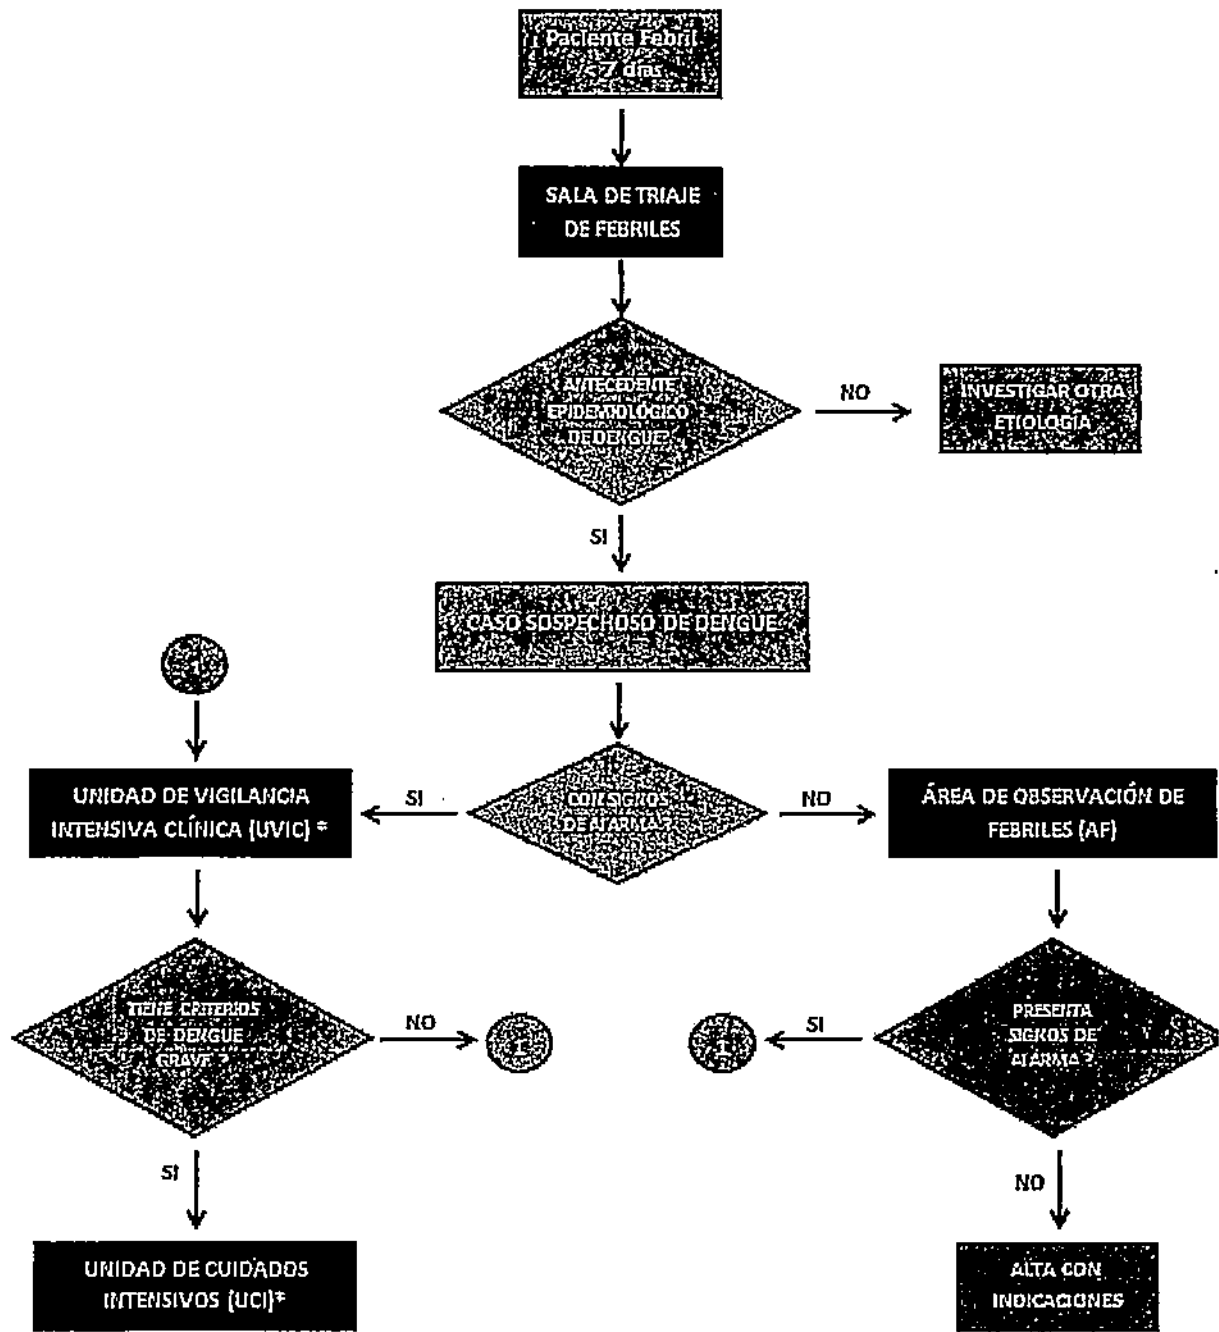 Paciente Febril
< 7 días
SALA DE TRIAJE
DE FEBRILES
ANTECEDENTE
EPIDEMIOLÓGICO
DE DENGUE?
NO
INVESTIGAR OTRA
ETIOLOGÍA
SI
CASO SOSPECHOSO DE DENGUE
1
UNIDAD DE VIGILANCIA
INTENSIVA CLÍNICA (UVIC) *
SI
CON SIGNOS
DE ALARMA?
NO
ÁREA DE OBSERVACIÓN DE
FEBRILES (AF)
TIENE CRITERIOS
DE DENGUE
GRAVE ?
NO
1
1
SI
PRESENTA
SIGNOS DE
ALARMA ?
SI
NO
UNIDAD DE CUIDADOS
INTENSIVOS (UCI)*
ALTA CON
INDICACIONES